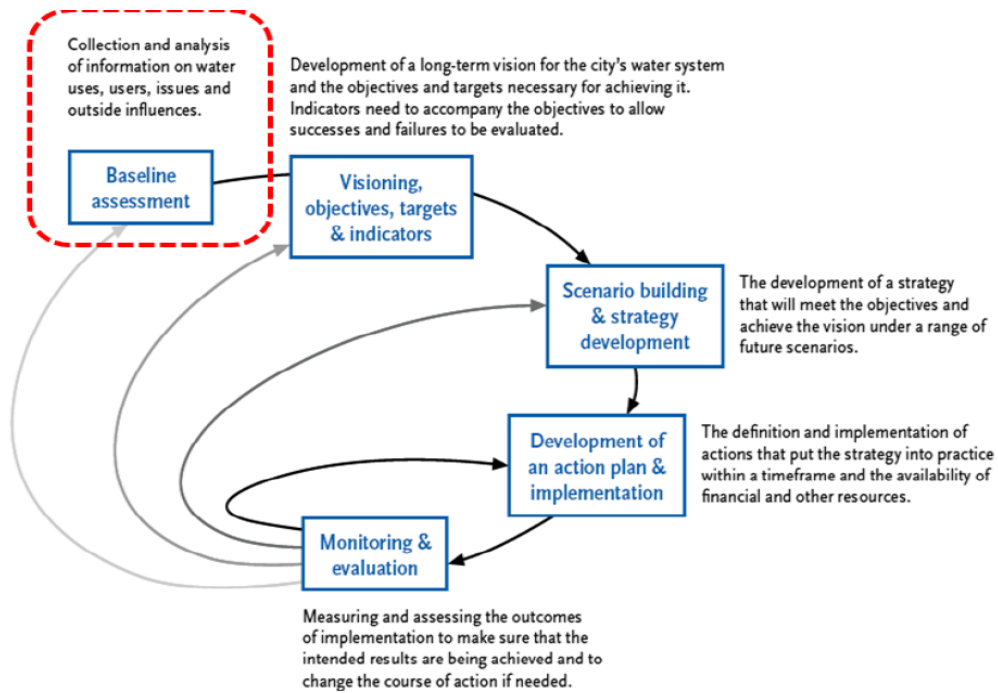 Collection and analysis
of information on water
uses, users, issues and
outside influences.
Baseline
assessment
Development of a long-term vision for the city's water system
and the objectives and targets necessary for achieving it.
Indicators need to accompany the objectives to allow
successes and failures to be evaluated.
Visioning,
objectives, targets
& indicators
Scenario building
& strategy
development
The development of a strategy
that will meet the objectives and
achieve the vision under a range of
future scenarios.
Development of
an action plan &
implementation
The definition and implementation of
actions that put the strategy into practice
within a timeframe and the availability of
financial and other resources.
Monitoring &
evaluation
Measuring and assessing the outcomes
of implementation to make sure that the
intended results are being achieved and to
change the course of action if needed.